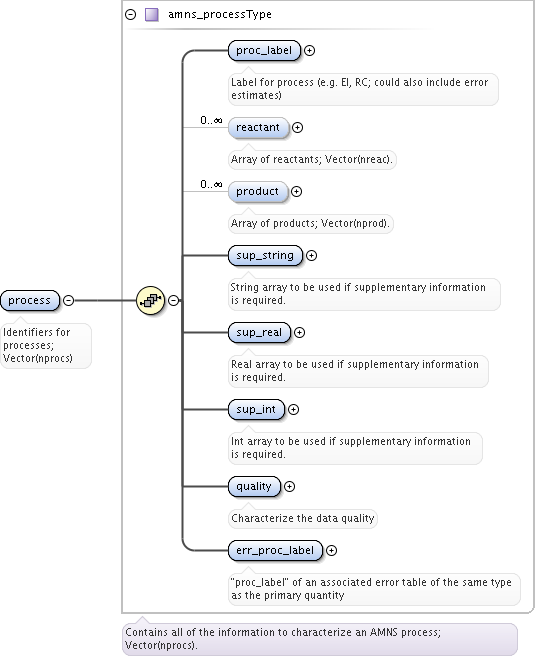 amns_processType
proc_label
Label for process (e.g. EI, RC; could also include error
estimates)
0..∞
reactant
Array of reactants; Vector(nreac).
0..∞
product
Array of products; Vector(nprod).
sup_string
String array to be used if supplementary information
is required.
process
Identifiers for
processes;
Vector(nprocs)
sup_real
Real array to be used if supplementary information
is required.
sup_int
Int array to be used if supplementary information
is required.
quality
Characterize the data quality
err_proc_label
"proc_label" of an associated error table of the same type
as the primary quantity
Contains all of the information to characterize an AMNS process;
Vector(nprocs).